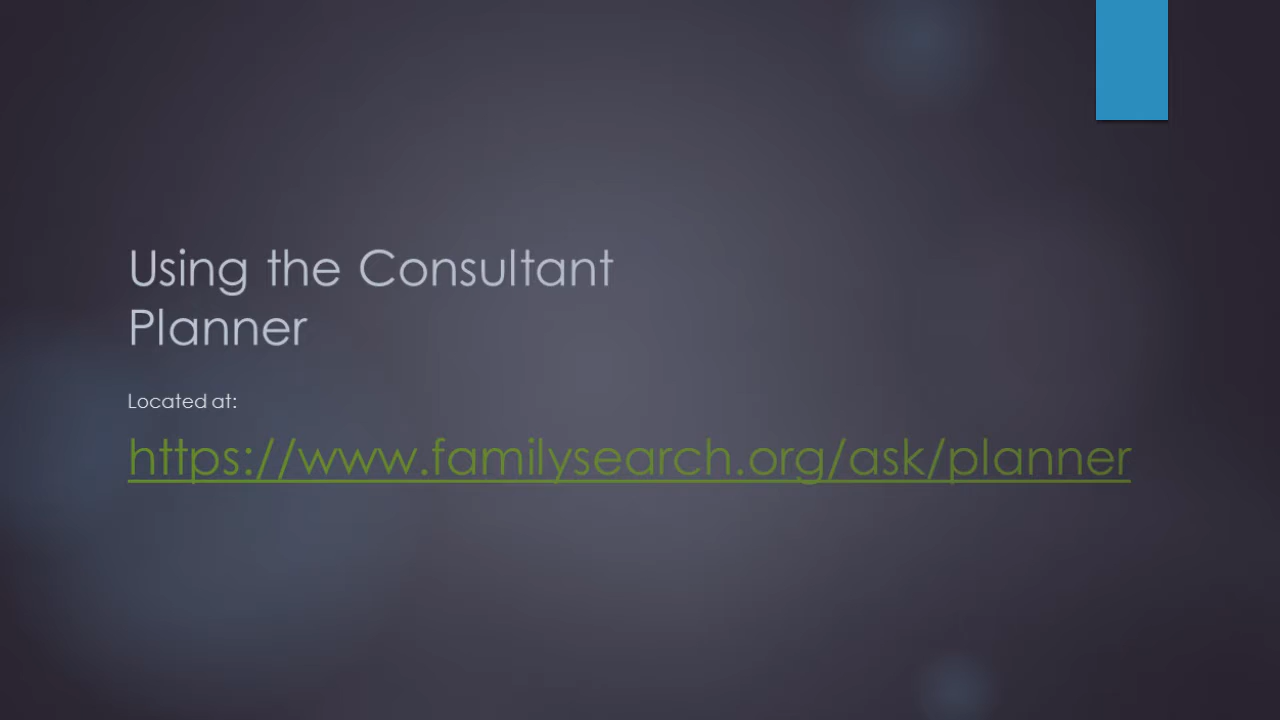 Using the Consultant
Planner
Located at:
https://www.familysearch.org/ask/planner